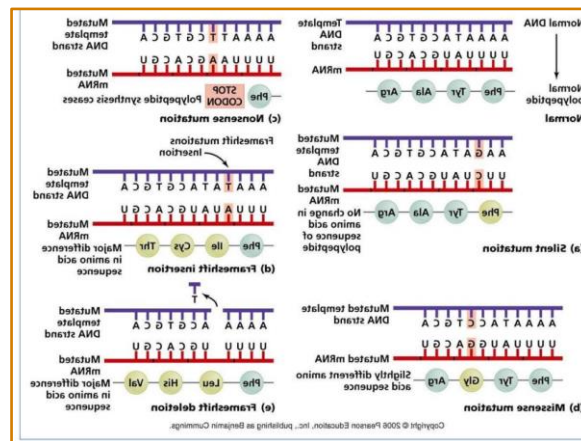 Normal DNA
Template DNA strand
A A A A T A C G T G C A
mRNA
U U U U A U G C A C G U
Normal polypeptide
Phe Tyr Ala Arg
Normal
Mutated template DNA strand
A A G A T A C G T G C A
Mutated mRNA
U U C U A U G C A C G U
No change in amino acid sequence of polypeptide
Phe Tyr Ala Arg
(a) Silent mutation
Mutated template DNA strand
A A A A T A C C T G C A
Mutated mRNA
U U U U A U G G A C G U
Slightly different amino acid sequence
Phe Tyr Gly Arg
(b) Missense mutation
Mutated template DNA strand
A A A A T T C G T G C A
Mutated mRNA
U U U U A A G C A C G U
Phe STOP CODON Polypeptide synthesis ceases
(c) Nonsense mutation
Frameshift mutations
Insertion
Mutated template DNA strand
A A A T A T A C G T G C A
Mutated mRNA
U U U A U A U G C A C G U
Major difference in amino acid sequence
Phe Ile Cys Thr
(d) Frameshift insertion
T
Mutated template DNA strand
A A A A A C G T G C A
Mutated mRNA
U U U U U G C A C G U
Major difference in amino acid sequence
Phe Leu His Val
(e) Frameshift deletion
Copyright © 2006 Pearson Education, Inc., publishing as Benjamin Cummings.